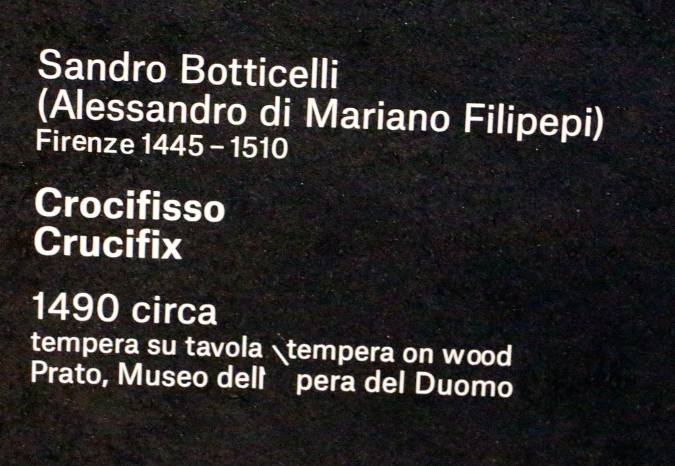 Sandro Botticelli
(Alessandro di Mariano Filipepi)
Firenze 1445 – 1510
Crocifisso
Crucifix
1490 circa
tempera su tavola \tempera on wood
Prato, Museo dell pera del Duomo